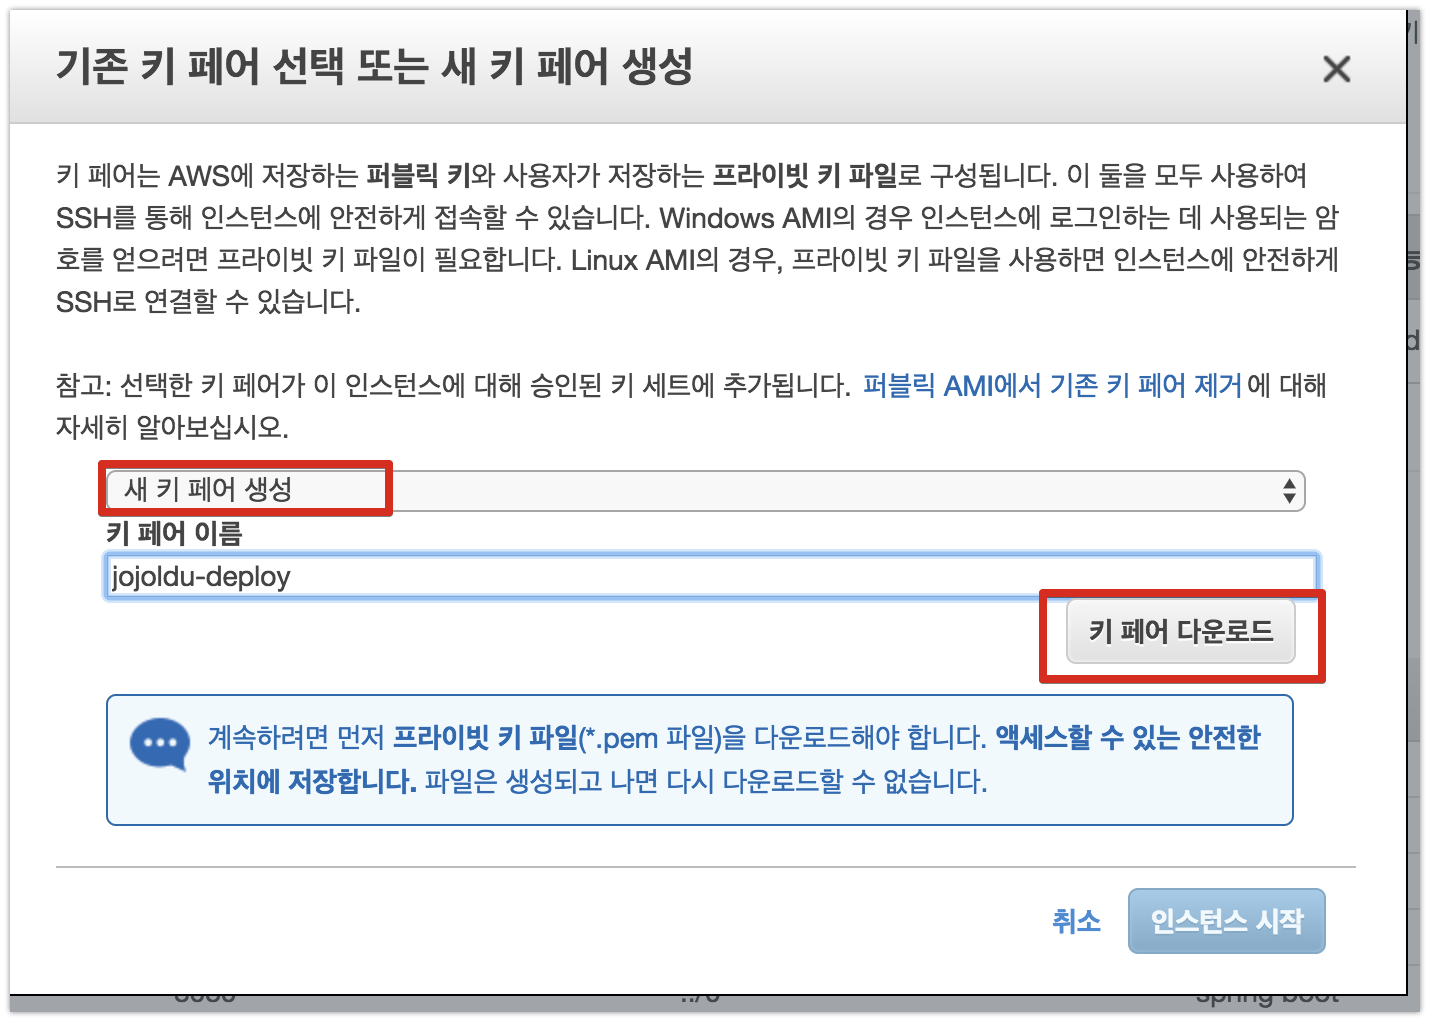 기존 키 페어 선택 또는 새 키 페어 생성
키 페어는 AWS에 저장하는 퍼블릭 키와 사용자가 저장하는 프라이빗 키 파일로 구성됩니다. 이 둘을 모두 사용하여
SSH를 통해 인스턴스에 안전하게 접속할 수 있습니다. Windows AMI의 경우 인스턴스에 로그인하는 데 사용되는 암
호를 얻으려면 프라이빗 키 파일이 필요합니다. Linux AMI의 경우, 프라이빗 키 파일을 사용하면 인스턴스에 안전하게
SSH로 연결할 수 있습니다.
참고: 선택한 키 페어가 이 인스턴스에 대해 승인된 키 세트에 추가됩니다. 퍼블릭 AMI에서 기존 키 페어 제거에 대해
자세히 알아보십시오.
새 키 페어 생성
키 페어 이름
jojoldu-deploy
키 페어 다운로드
계속하려면 먼저 프라이빗 키 파일(*.pem 파일)을 다운로드해야 합니다. 액세스할 수 있는 안전한
위치에 저장합니다. 파일은 생성되고 나면 다시 다운로드할 수 없습니다.
취소
인스턴스 시작
spring boot